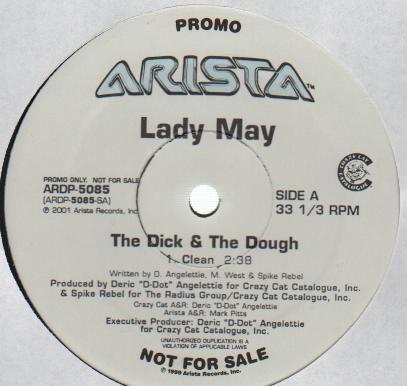 PROMO
ARISTA™
Lady May
CRAZY CAT
CATALOGUE
PROMO ONLY. NOT FOR SALE
ARDP-5085
(ARDP-5085-SA)
℗ 2001 Arista Records, Inc.
SIDE A
33 1/3 RPM
The Dick & The Dough
1. Clean 2:38
Written by D. Angelettie, M. West & Spike Rebel
Produced by Deric "D-Dot" Angelettie for Crazy Cat Catalogue, Inc.
& Spike Rebel for The Radius Group/Crazy Cat Catalogue, Inc.
Crazy Cat A&R: Deric "D-Dot" Angelettie
Arista A&R: Mark Pitts
Executive Producer: Deric "D-Dot" Angelettie
for Crazy Cat Catalogue, Inc.
UNAUTHORIZED DUPLICATION IS A
VIOLATION OF APPLICABLE LAWS
NOT FOR SALE
© 1999 Arista Records, Inc.